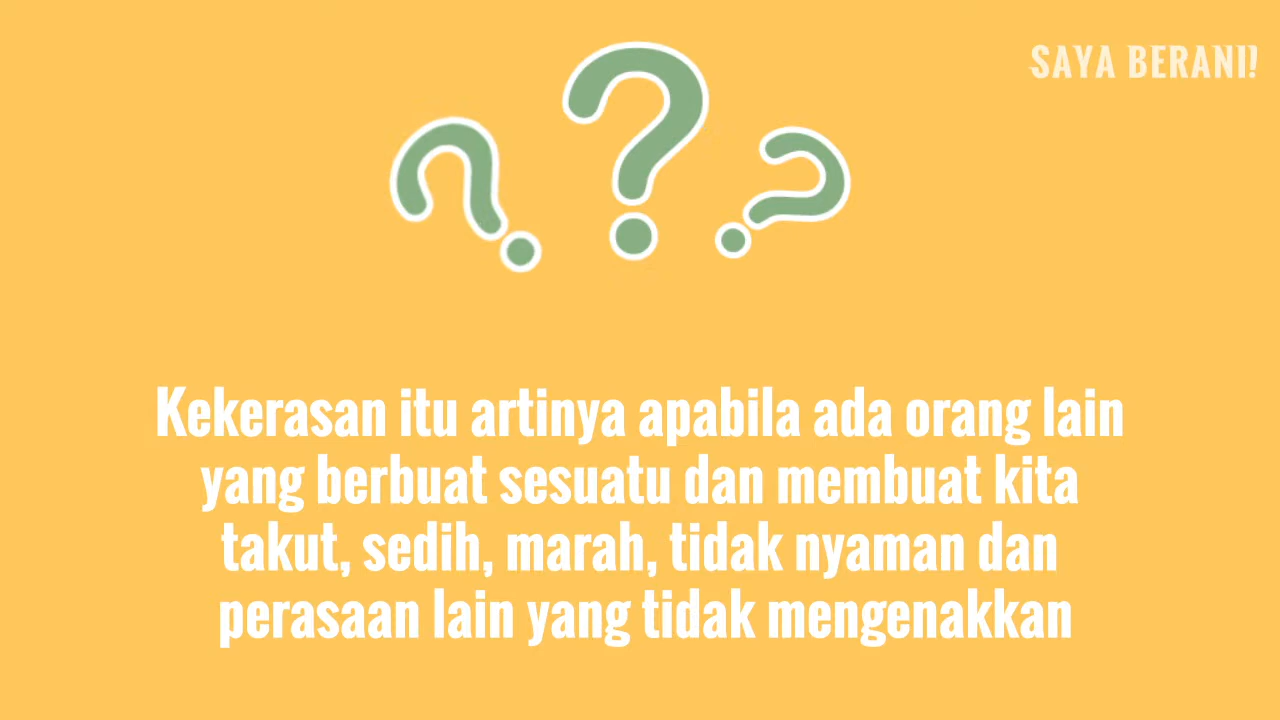 SAYA BERANI!
Kekerasan itu artinya apabila ada orang lain
yang berbuat sesuatu dan membuat kita
takut, sedih, marah, tidak nyaman dan
perasaan lain yang tidak mengenakkan